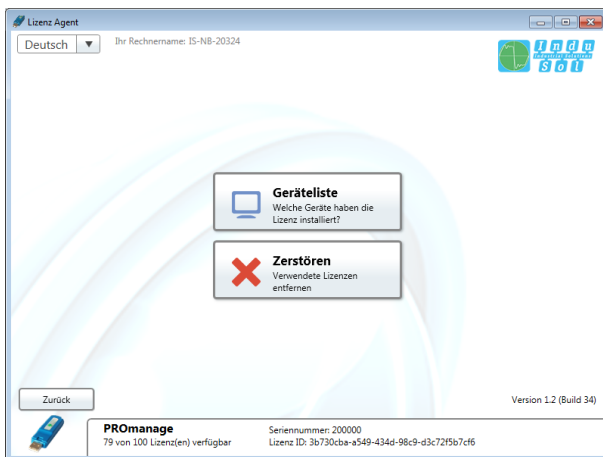 Lizenz Agent
Deutsch
Ihr Rechnername: IS-NB-20324
Indu
Industrial Solutions
Sol
Geräteliste
Welche Geräte haben die
Lizenz installiert?
Zerstören
Verwendete Lizenzen
entfernen
Zurück
Version 1.2 (Build 34)
PROmanage
Seriennummer: 200000
79 von 100 Lizenz(en) verfügbar
Lizenz ID: 3b730cba-a549-434d-98c9-d3c72f5b7cf6